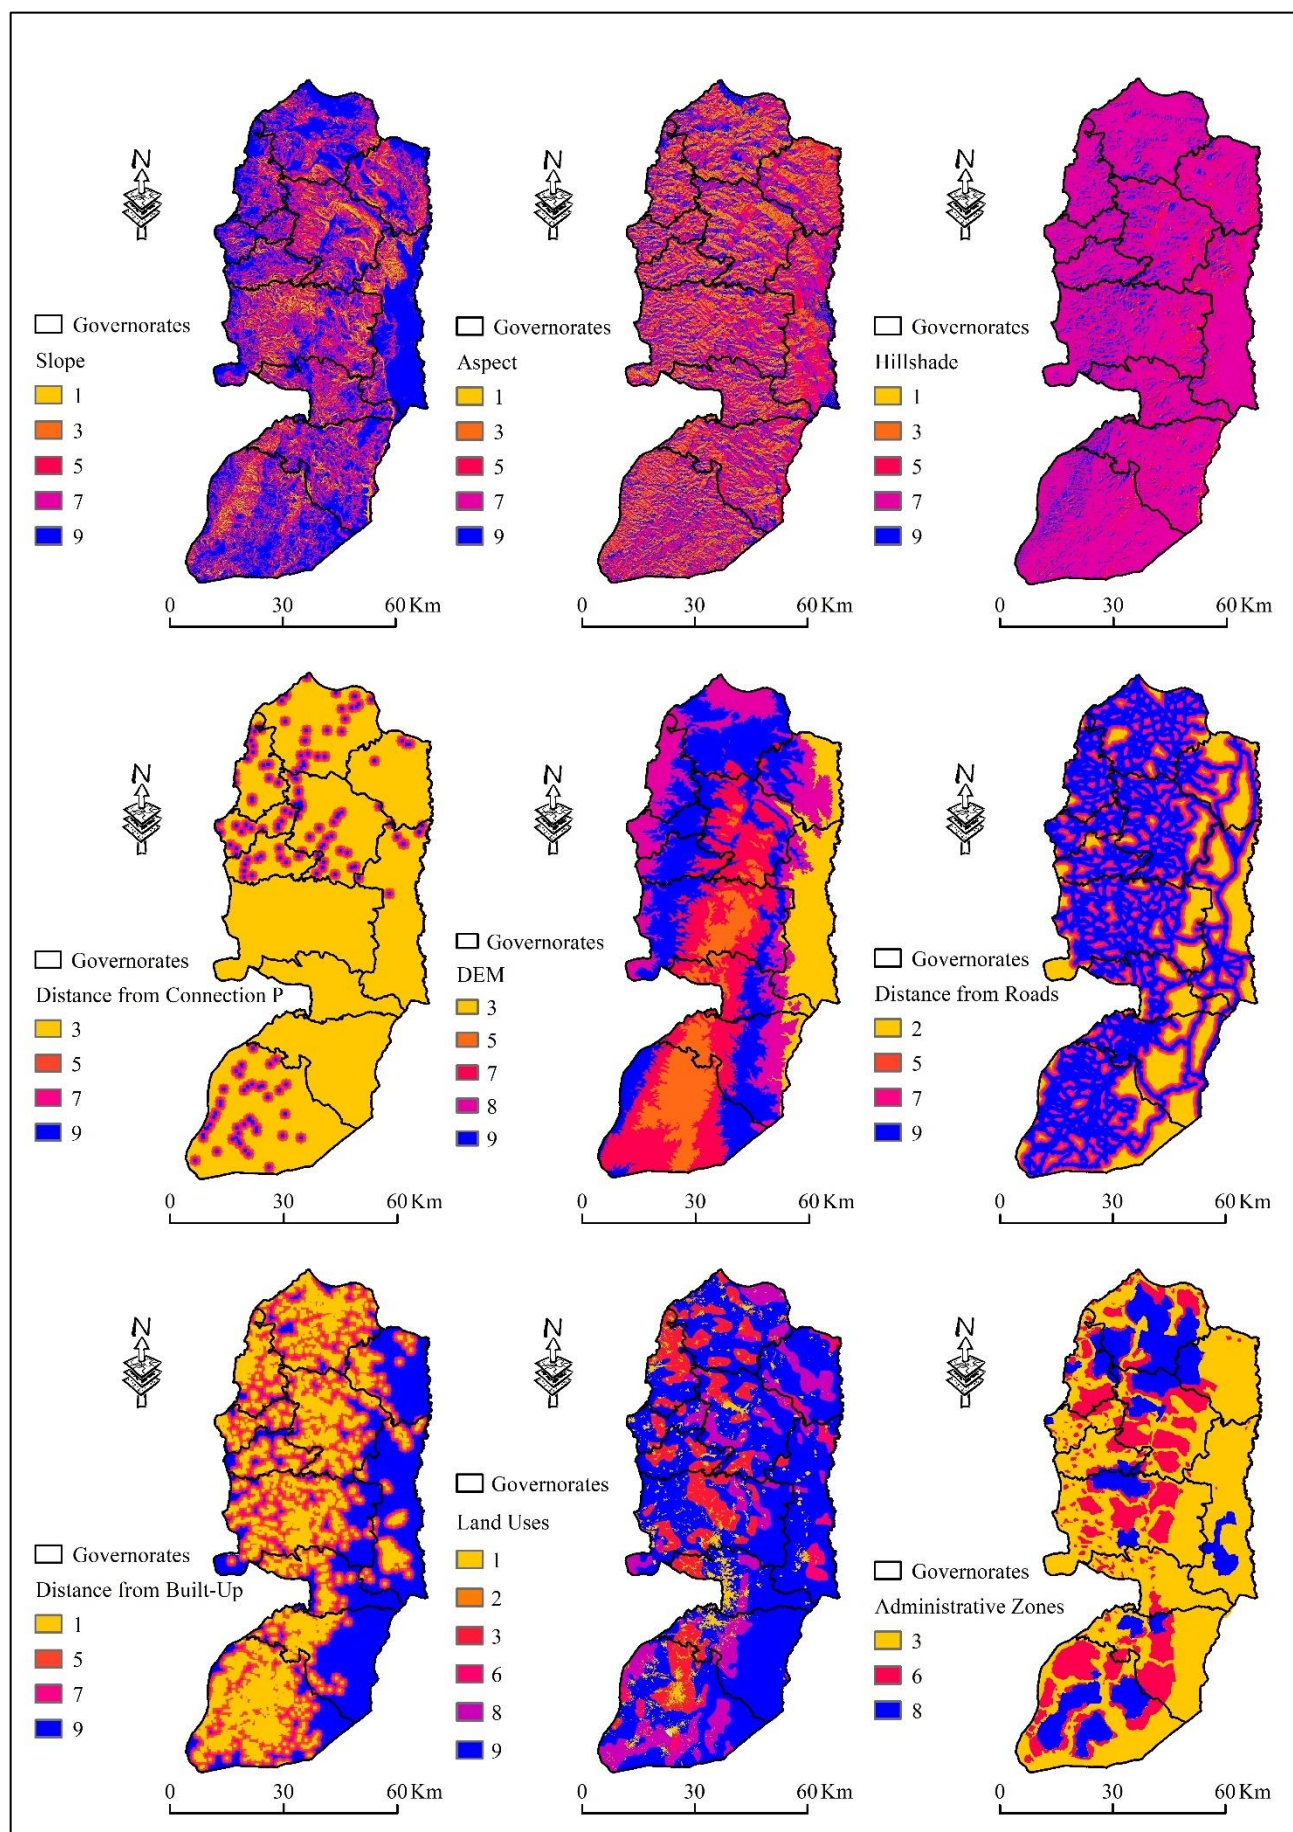 N
N
N
Governorates
Slope
1
3
5
7
9
0 30 60 Km
Governorates
Aspect
1
3
5
7
9
0 30 60 Km
Governorates
Hillshade
1
3
5
7
9
0 30 60 Km
N
N
N
Governorates
Distance from Connection P
3
5
7
9
0 30 60 Km
Governorates
DEM
3
5
7
8
9
0 30 60 Km
Governorates
Distance from Roads
2
5
7
9
0 30 60 Km
N
N
N
Governorates
Distance from Built-Up
1
5
7
9
0 30 60 Km
Governorates
Land Uses
1
2
3
6
8
9
0 30 60 Km
Governorates
Administrative Zones
3
6
8
0 30 60 Km